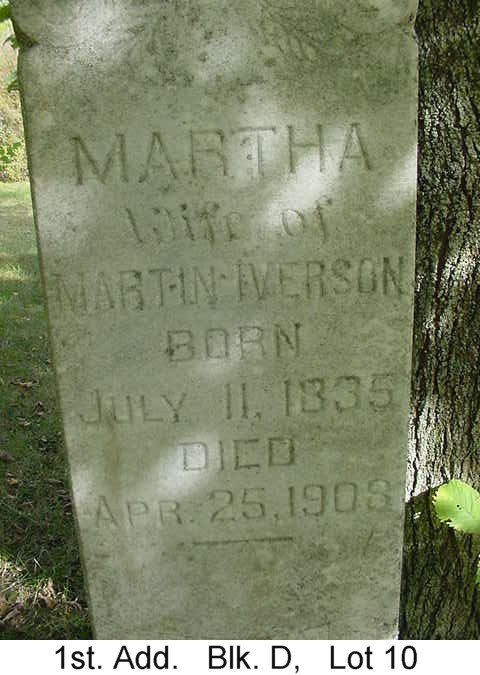 MARTHA
Wife of
MARTIN IVERSON
BORN
JULY 11, 1835
DIED
APR. 25, 1908
1st. Add. Blk. D, Lot 10